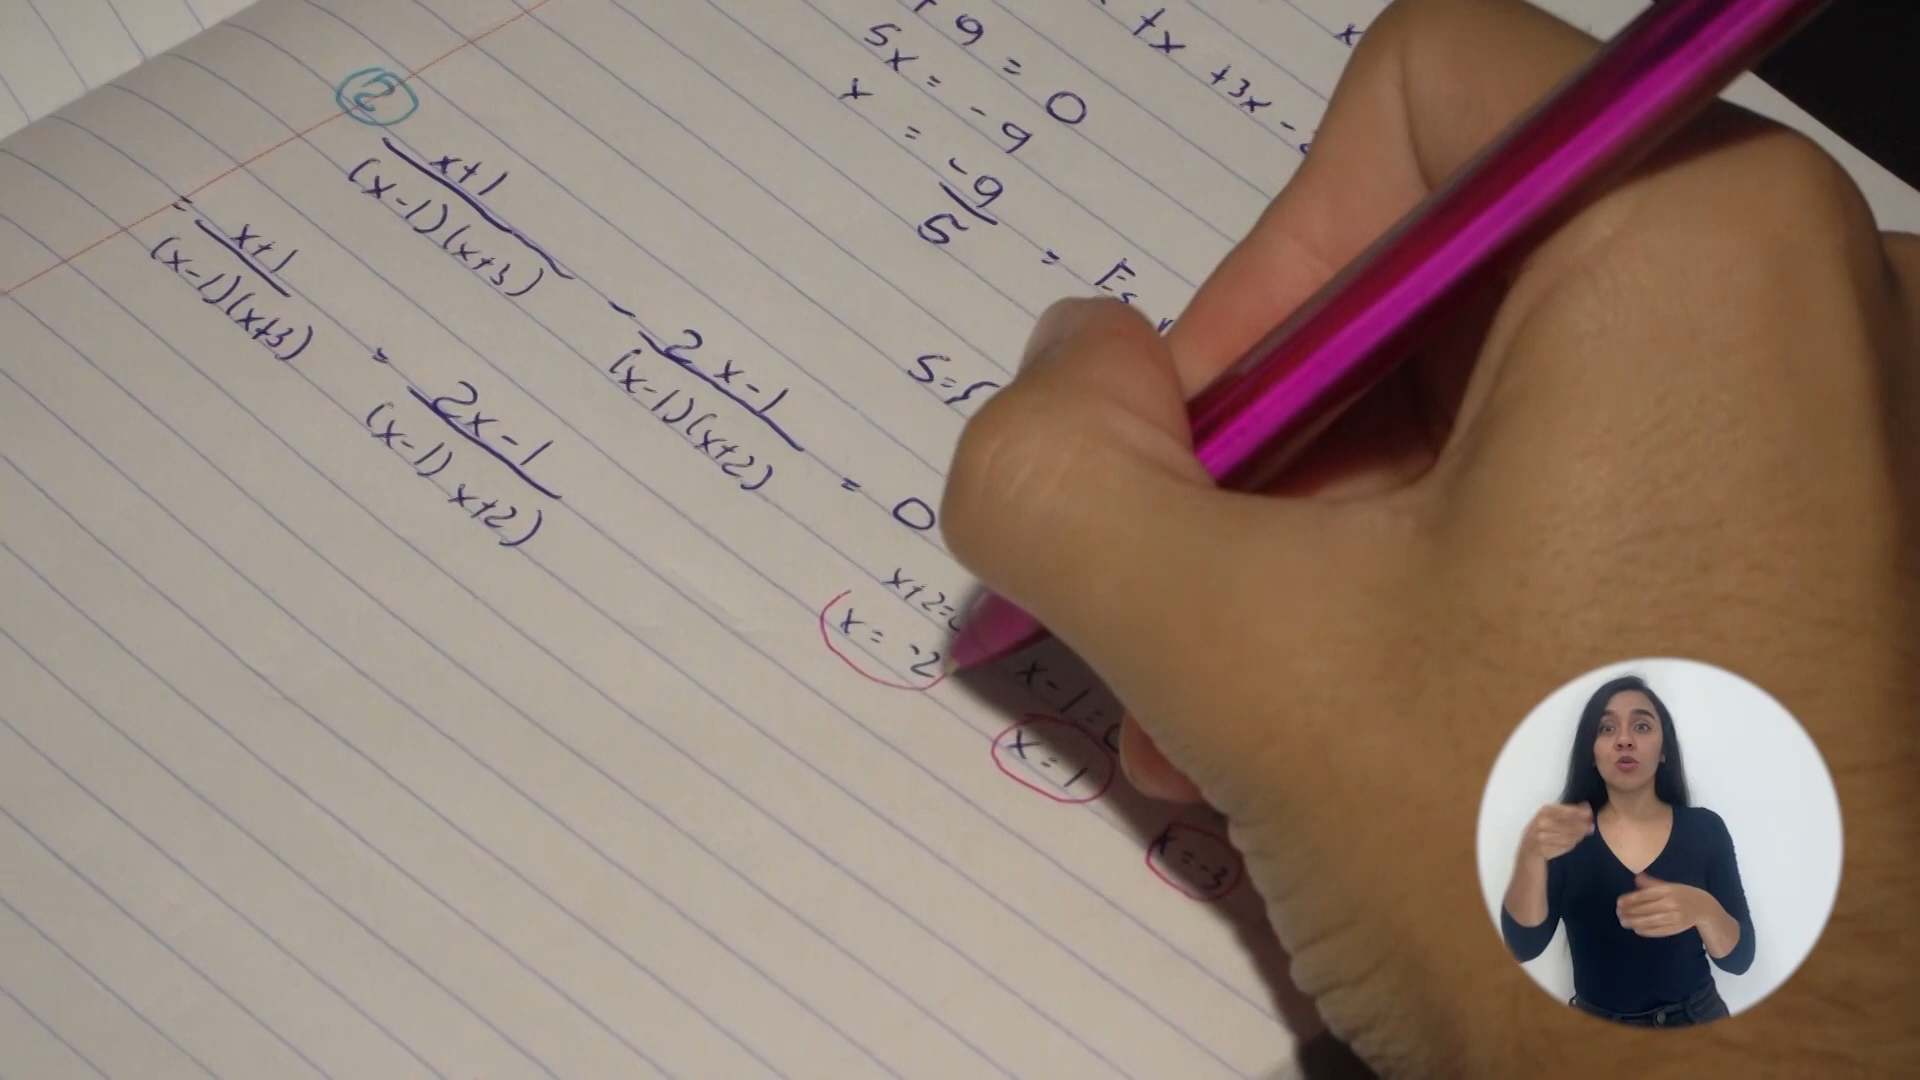 9 = 0
5x = -9
x = -9/5 = Es
S={
+x +3x -
②
x+1/(x-1)(x+3) - 2x-1/(x-1)(x+2) = 0
= x+1/(x-1)(x+3) = 2x-1/(x-1) x+2)
x+2=
x = -2
x-1=
x = 1
x = -3